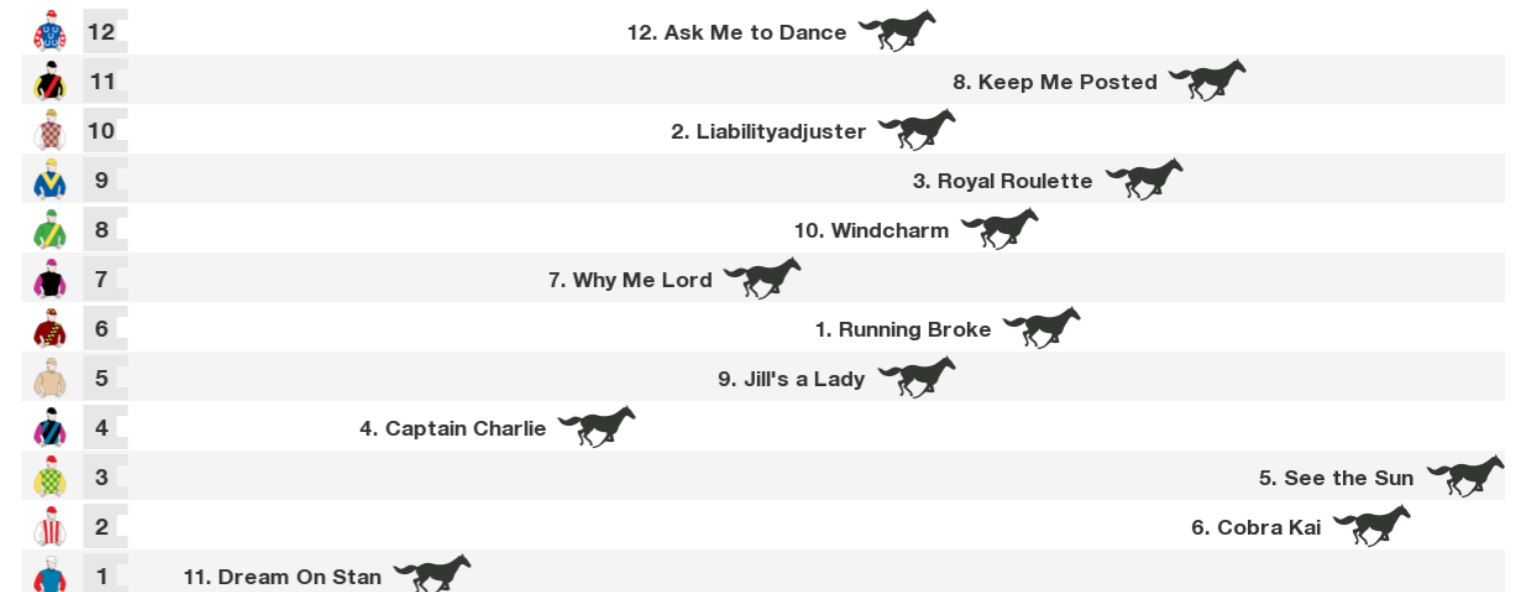 12 12. Ask Me to Dance
11 8. Keep Me Posted
10 2. Liabilityadjuster
9 3. Royal Roulette
8 10. Windcharm
7 7. Why Me Lord
6 1. Running Broke
5 9. Jill's a Lady
4 4. Captain Charlie
3 5. See the Sun
2 6. Cobra Kai
1 11. Dream On Stan